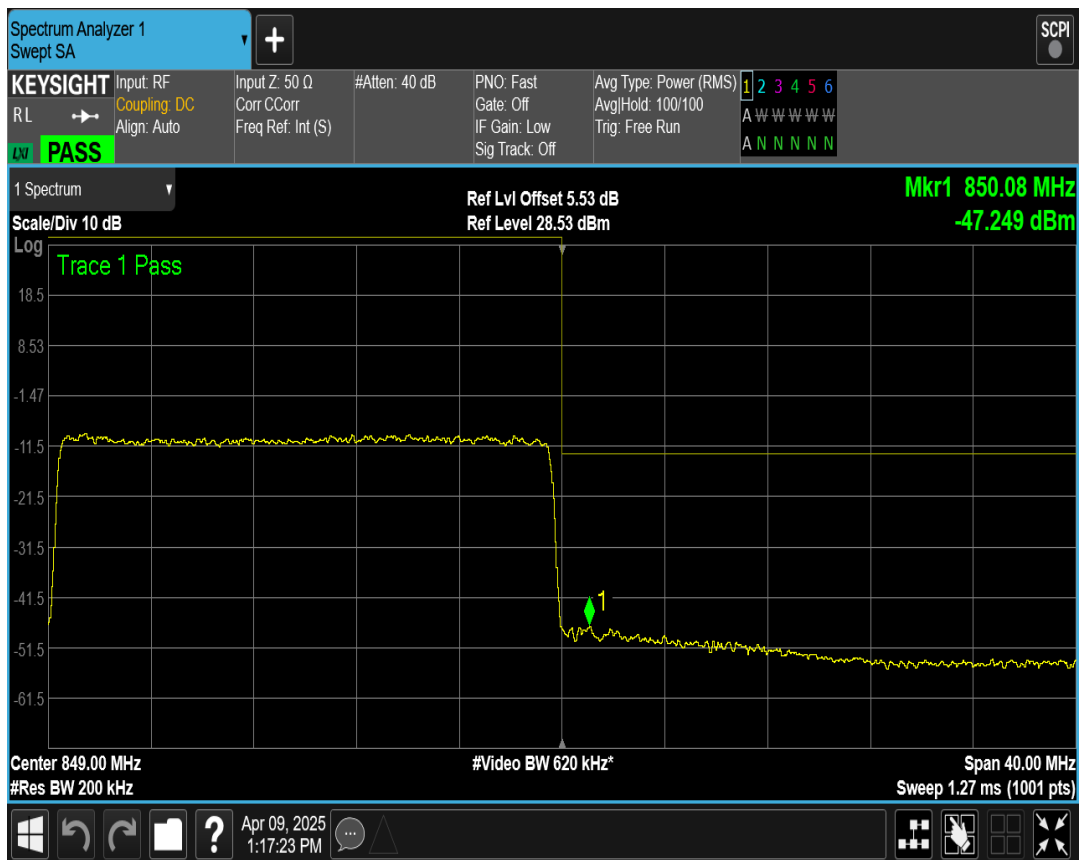 Spectrum Analyzer 1
Swept SA
SCPI
KEYSIGHT
RL
LXI
PASS
Input: RF
Coupling: DC
Align: Auto
Input Z: 50 Ω
Corr CCorr
Freq Ref: Int (S)
#Atten: 40 dB
PNO: Fast
Gate: Off
IF Gain: Low
Sig Track: Off
Avg Type: Power (RMS)
Avg|Hold: 100/100
Trig: Free Run
1 2 3 4 5 6
A W W W W W
A N N N N N
1 Spectrum
Scale/Div 10 dB
Ref Lvl Offset 5.53 dB
Ref Level 28.53 dBm
Mkr1 850.08 MHz
-47.249 dBm
Log
Trace 1 Pass
18.5
8.53
-1.47
-11.5
-21.5
-31.5
-41.5
-51.5
-61.5
1
Center 849.00 MHz
#Res BW 200 kHz
#Video BW 620 kHz*
Span 40.00 MHz
Sweep 1.27 ms (1001 pts)
?
Apr 09, 2025
1:17:23 PM